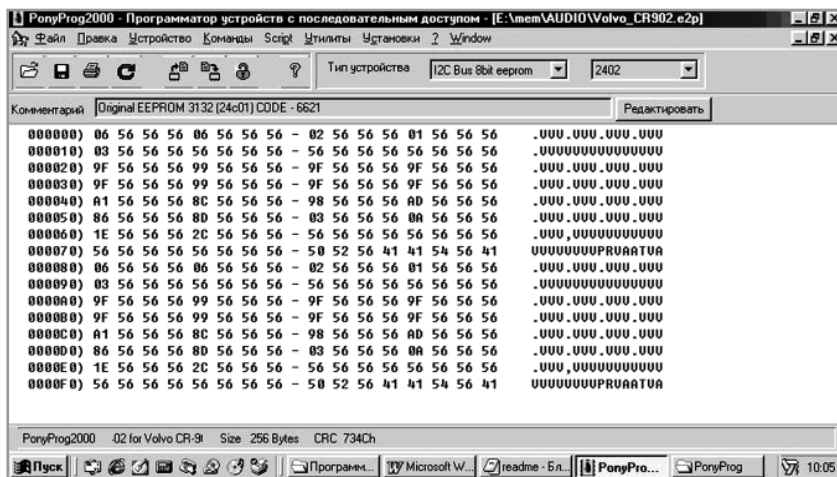 PonyProg2000 - Программатор устройств с последовательным доступом - [E:\mem\AUDIO\Volvo_CR902.e2p]
Файл Правка Устройство Команды Script Утилиты Установки ? Window
Тип устройства I2C Bus 8bit eeprom 2402
Комментарий Original EEPROM 3132 (24c01) CODE - 6621 Редактировать
000000) 06 56 56 56 06 56 56 56 - 02 56 56 56 01 56 56 56 .VVV.VVV.VVV.VVV
000010) 03 56 56 56 56 56 56 56 - 56 56 56 56 56 56 56 56 .VVVVVVVVVVVVVVV
000020) 9F 56 56 56 99 56 56 56 - 9F 56 56 56 9F 56 56 56 .VVV.VVV.VVV.VVV
000030) 9F 56 56 56 99 56 56 56 - 9F 56 56 56 9F 56 56 56 .VVV.VVV.VVV.VVV
000040) A1 56 56 56 8C 56 56 56 - 98 56 56 56 AD 56 56 56 .VVV.VVV.VVV.VVV
000050) 86 56 56 56 8D 56 56 56 - 03 56 56 56 0A 56 56 56 .VVV.VVV.VVV.VVV
000060) 1E 56 56 56 2C 56 56 56 - 56 56 56 56 56 56 56 56 .VVV,VVVVVVVVVVV
000070) 56 56 56 56 56 56 56 56 - 50 52 56 41 41 54 56 41 VVVVVVVVPRVAATVA
000080) 06 56 56 56 06 56 56 56 - 02 56 56 56 01 56 56 56 .VVV.VVV.VVV.VVV
000090) 03 56 56 56 56 56 56 56 - 56 56 56 56 56 56 56 56 .VVVVVVVVVVVVVVV
0000A0) 9F 56 56 56 99 56 56 56 - 9F 56 56 56 9F 56 56 56 .VVV.VVV.VVV.VVV
0000B0) 9F 56 56 56 99 56 56 56 - 9F 56 56 56 9F 56 56 56 .VVV.VVV.VVV.VVV
0000C0) A1 56 56 56 8C 56 56 56 - 98 56 56 56 AD 56 56 56 .VVV.VVV.VVV.VVV
0000D0) 86 56 56 56 8D 56 56 56 - 03 56 56 56 0A 56 56 56 .VVV.VVV.VVV.VVV
0000E0) 1E 56 56 56 2C 56 56 56 - 56 56 56 56 56 56 56 56 .VVV,VVVVVVVVVVV
0000F0) 56 56 56 56 56 56 56 56 - 50 52 56 41 41 54 56 41 VVVVVVVVPRVAATVA
PonyProg2000 02 for Volvo CR-9 Size 256 Bytes CRC 734Ch
Пуск Программ... Microsoft W... readme - Бл... PonyPro... PonyProg 10:05